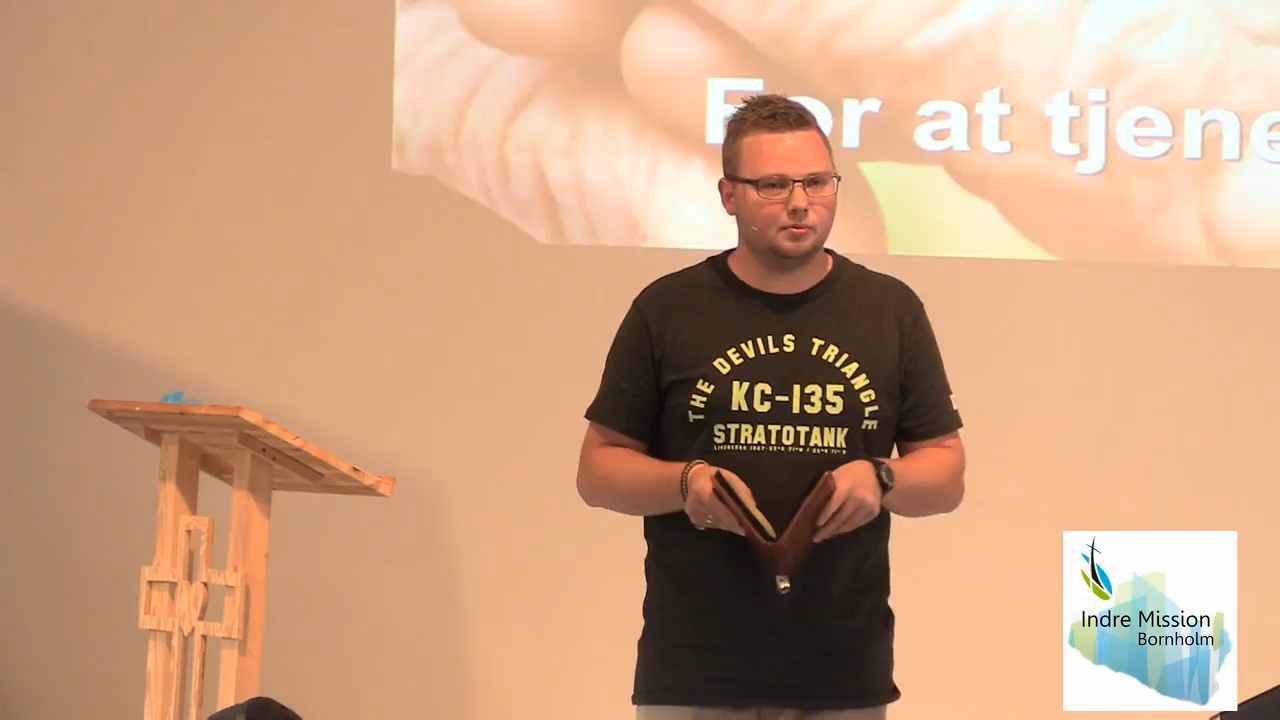 For at tjene
THE DEVILS TRIANGLE
KC-135
STRATOTANK
Indre Mission
Bornholm